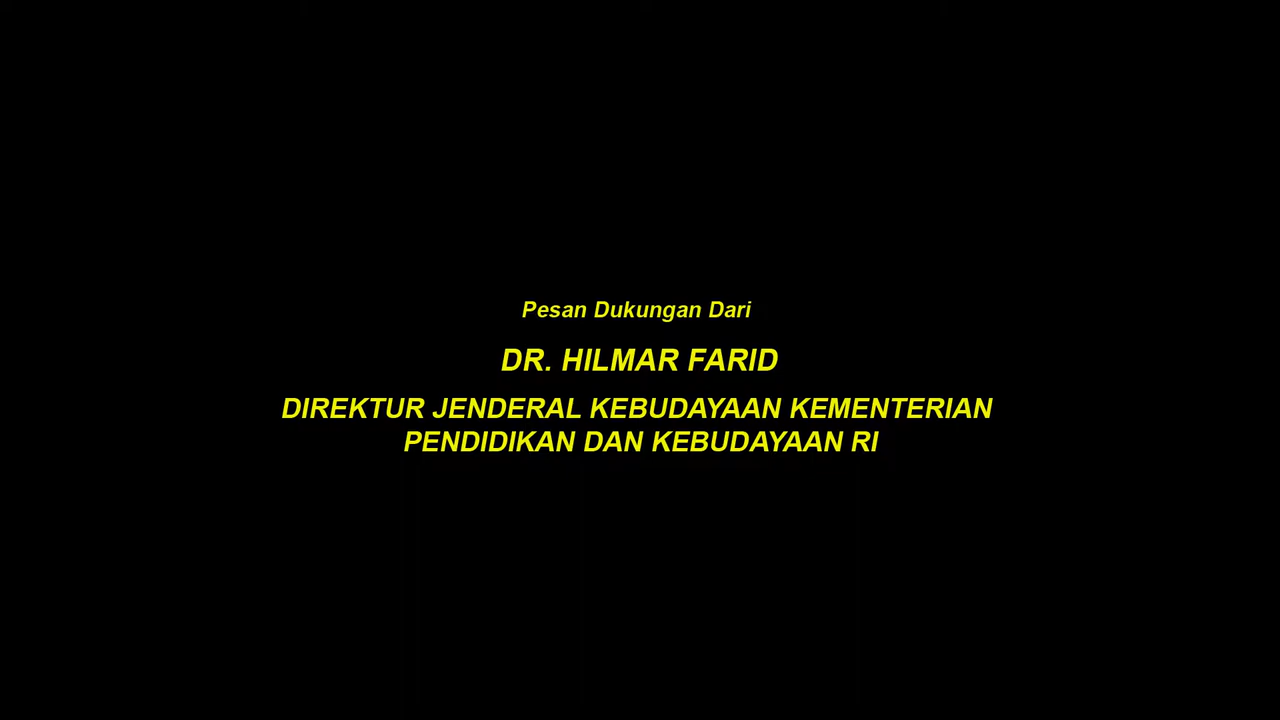 Pesan Dukungan Dari
DR. HILMAR FARID
DIREKTUR JENDERAL KEBUDAYAAN KEMENTERIAN
PENDIDIKAN DAN KEBUDAYAAN RI